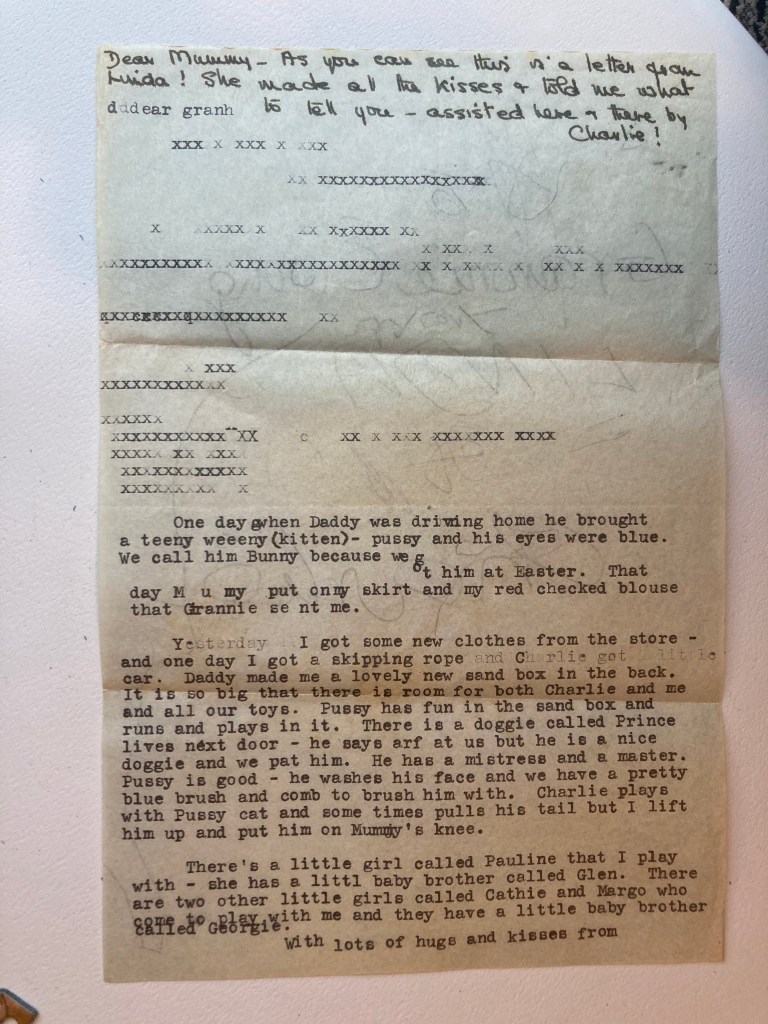 Dear Mummy – As you can see this is a letter from
Linda! She made all the kisses & told me what
to tell you – assisted here & there by
Charlie!
dddear granh
xxx x xxx x xxx
xx xxxxxxxxxxxxxxxxx
x xxxxx x xx xxxxxxx xx
x xx x xxx
xxxxxxxxxxx xxxxxxxxxxxxxxxxx x x xxxxx x xx x x xxxxxxx x
xx
x xxx
xxxxxxxxxxxx
xxxxxx
xxxxxxxxxxx xx c xx x xxx xxxxxxx xxxx
xxxxx xx xxx
xxxxxxxxxxxxx
xxxxxxxxxx x
One day when Daddy was driving home he brought
a teeny weeeny(kitten)- pussy and his eyes were blue.
We call him Bunny because we g
ot him at Easter. That
day M u my put onmy skirt and my red checked blouse
that Grannie se nt me.
Yesterday I got some new clothes from the store -
and one day I got a skipping rope and Charlie got little
car. Daddy made me a lovely new sand box in the back.
It is so big that there is room for both Charlie and me
and all our toys. Pussy has fun in the sand box and
runs and plays in it. There is a doggie called Prince
lives next door - he says arf at us but he is a nice
doggie and we pat him. He has a mistress and a master.
Pussy is good - he washes his face and we have a pretty
blue brush and comb to brush him with. Charlie plays
with Pussy cat and some times pulls his tail but I lift
him up and put him on Mummy's knee.
There's a little girl called Pauline that I play
with - she has a littl baby brother called Glen. There
are two other little girls called Cathie and Margo who
come to play with me and they have a little baby brother
called Georgie.
With lots of hugs and kisses from